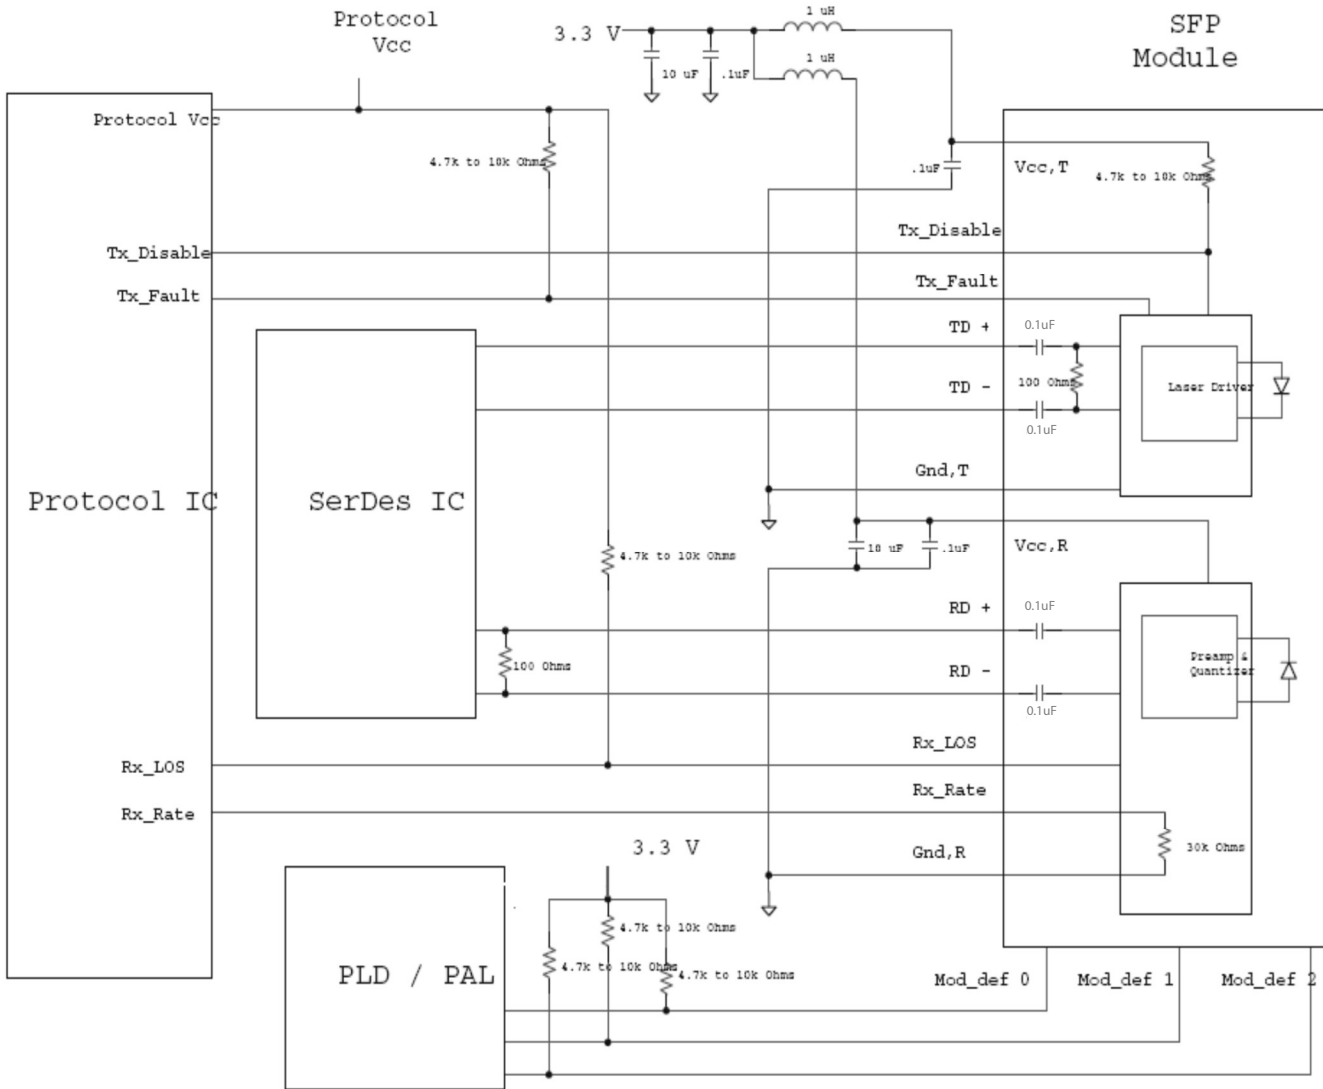 Protocol
Vcc
3.3 V
1 uH
1 uH
10 uF
.1uF
SFP
Module
Protocol Vcc
4.7k to 10k Ohms
.1uF
Vcc,T
4.7k to 10k Ohms
Tx_Disable
Tx_Disable
Tx_Fault
Tx_Fault
TD +
0.1uF
TD -
100 Ohms
0.1uF
Laser Driver
Gnd,T
Protocol IC
SerDes IC
4.7k to 10k Ohms
10 uF
.1uF
Vcc,R
RD +
0.1uF
100 Ohms
RD -
0.1uF
Preamp &
Quantizer
Rx_LOS
Rx_LOS
Rx_Rate
Rx_Rate
3.3 V
Gnd,R
30k Ohms
4.7k to 10k Ohms
4.7k to 10k Ohms
4.7k to 10k Ohms
PLD / PAL
Mod_def 0
Mod_def 1
Mod_def 2